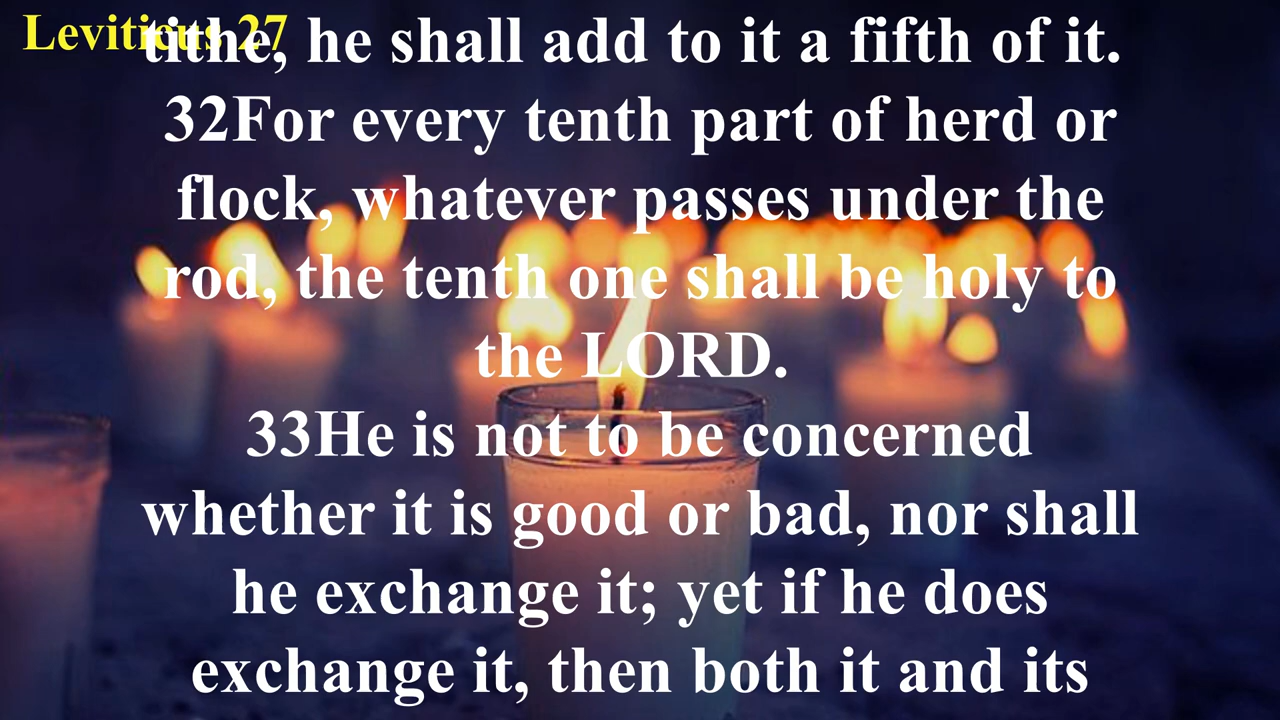 Leviticus 27
tithe, he shall add to it a fifth of it.
32For every tenth part of herd or
flock, whatever passes under the
rod, the tenth one shall be holy to
the LORD.
33He is not to be concerned
whether it is good or bad, nor shall
he exchange it; yet if he does
exchange it, then both it and its